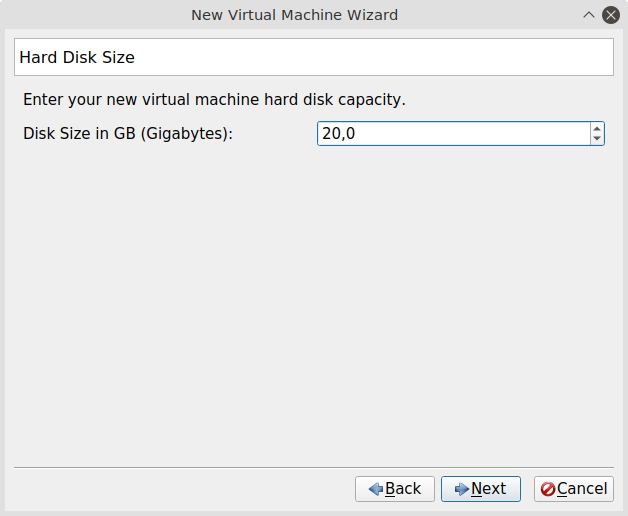 New Virtual Machine Wizard
Hard Disk Size
Enter your new virtual machine hard disk capacity.
Disk Size in GB (Gigabytes): 20,0
Back Next Cancel